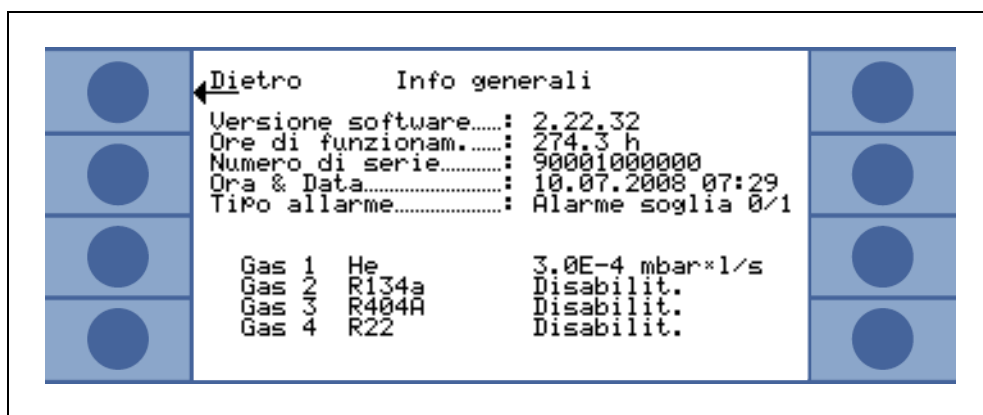 Dietro Info generali
Versione software.....: 2.22.32
Ore di funzionam......: 274.3 h
Numero di serie.......: 90001000000
Ora & Data................: 10.07.2008 07:29
Tipo allarme............: Alarme soglia 0/1
Gas 1 He 3.0E-4 mbar*l/s
Gas 2 R134a Disabilit.
Gas 3 R404A Disabilit.
Gas 4 R22 Disabilit.